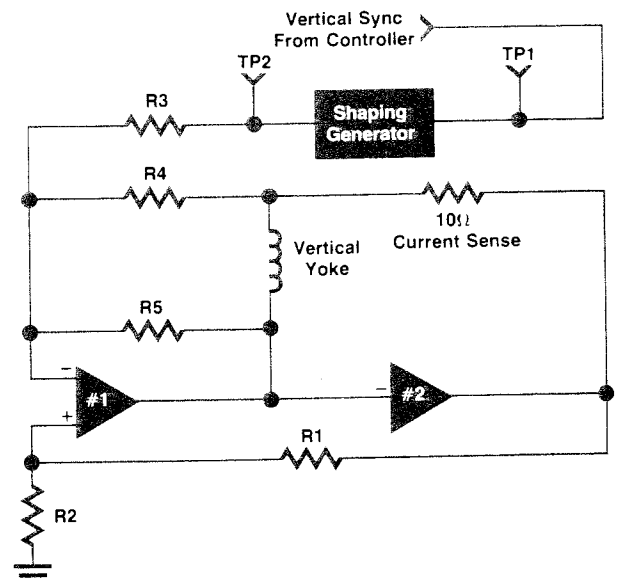 Vertical Sync
From Controller
TP2
TP1
R3
Shaping
Generator
R4
10Ω
Current Sense
Vertical
Yoke
R5
−
#1
+
−
#2
R1
R2